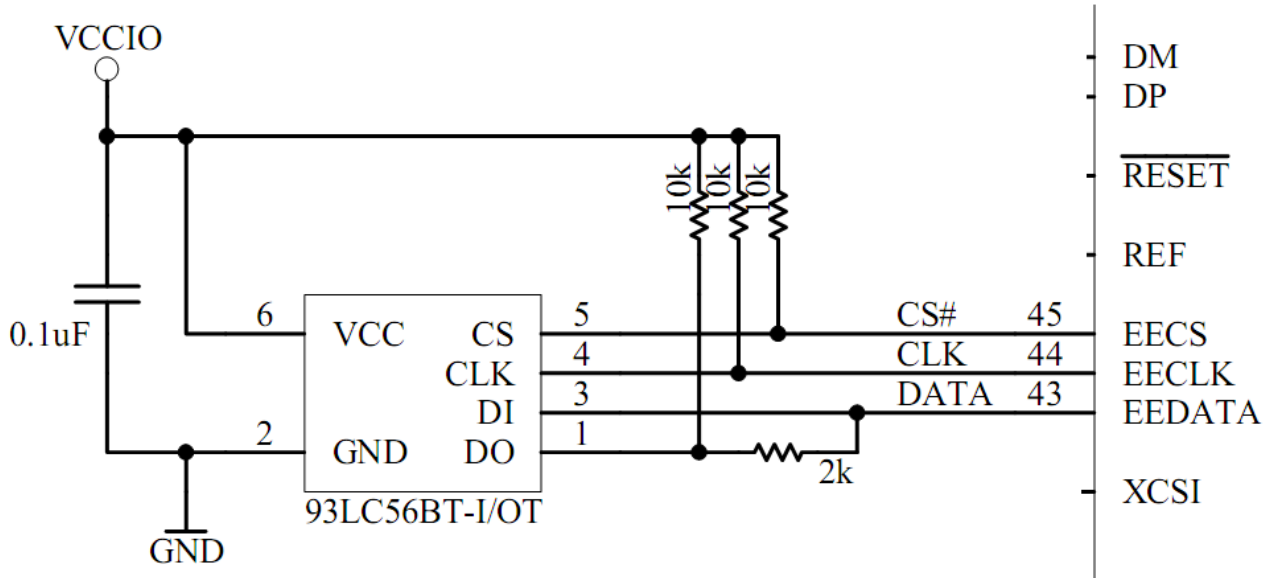 VCCIO
DM
DP
RESET
10k
10k
10k
REF
0.1uF
6
VCC
CS
5
CS#
45
EECS
CLK
4
CLK
44
EECLK
DI
3
DATA
43
EEDATA
2
GND
DO
1
2k
XCSI
93LC56BT-I/OT
GND